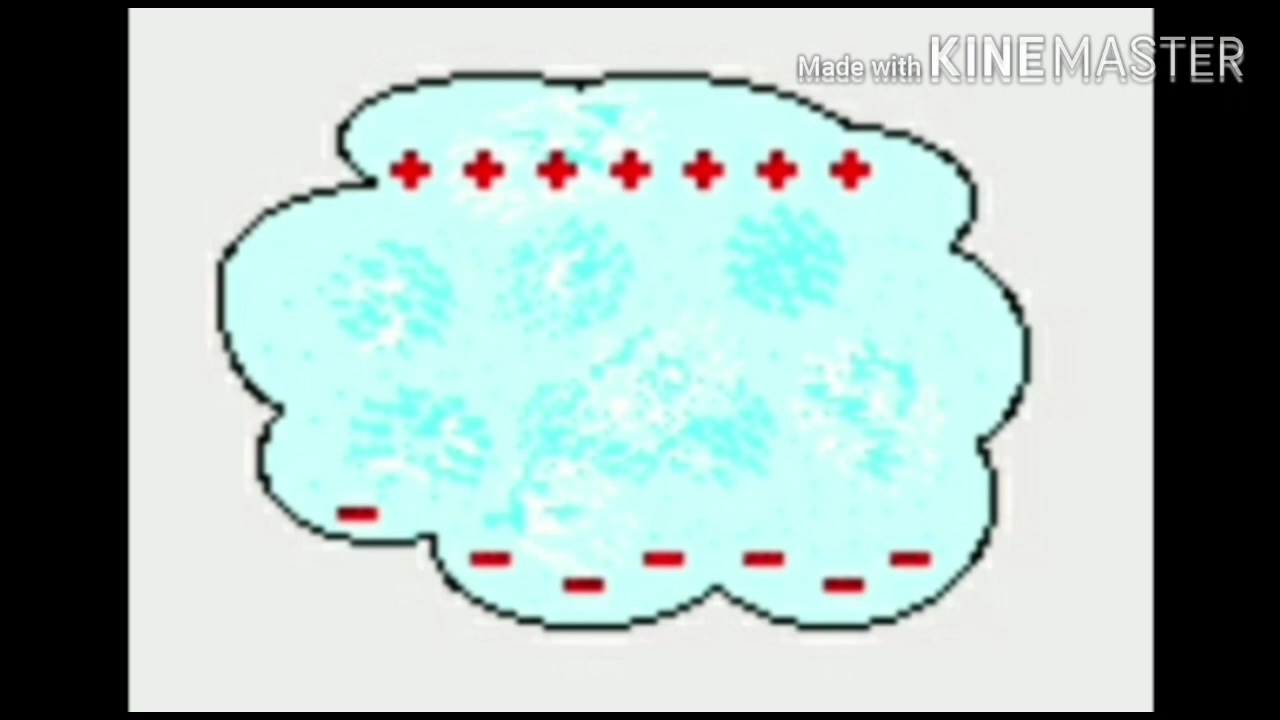 Made with KINEMASTER
+ + + + + + +
-
- - - -
- -